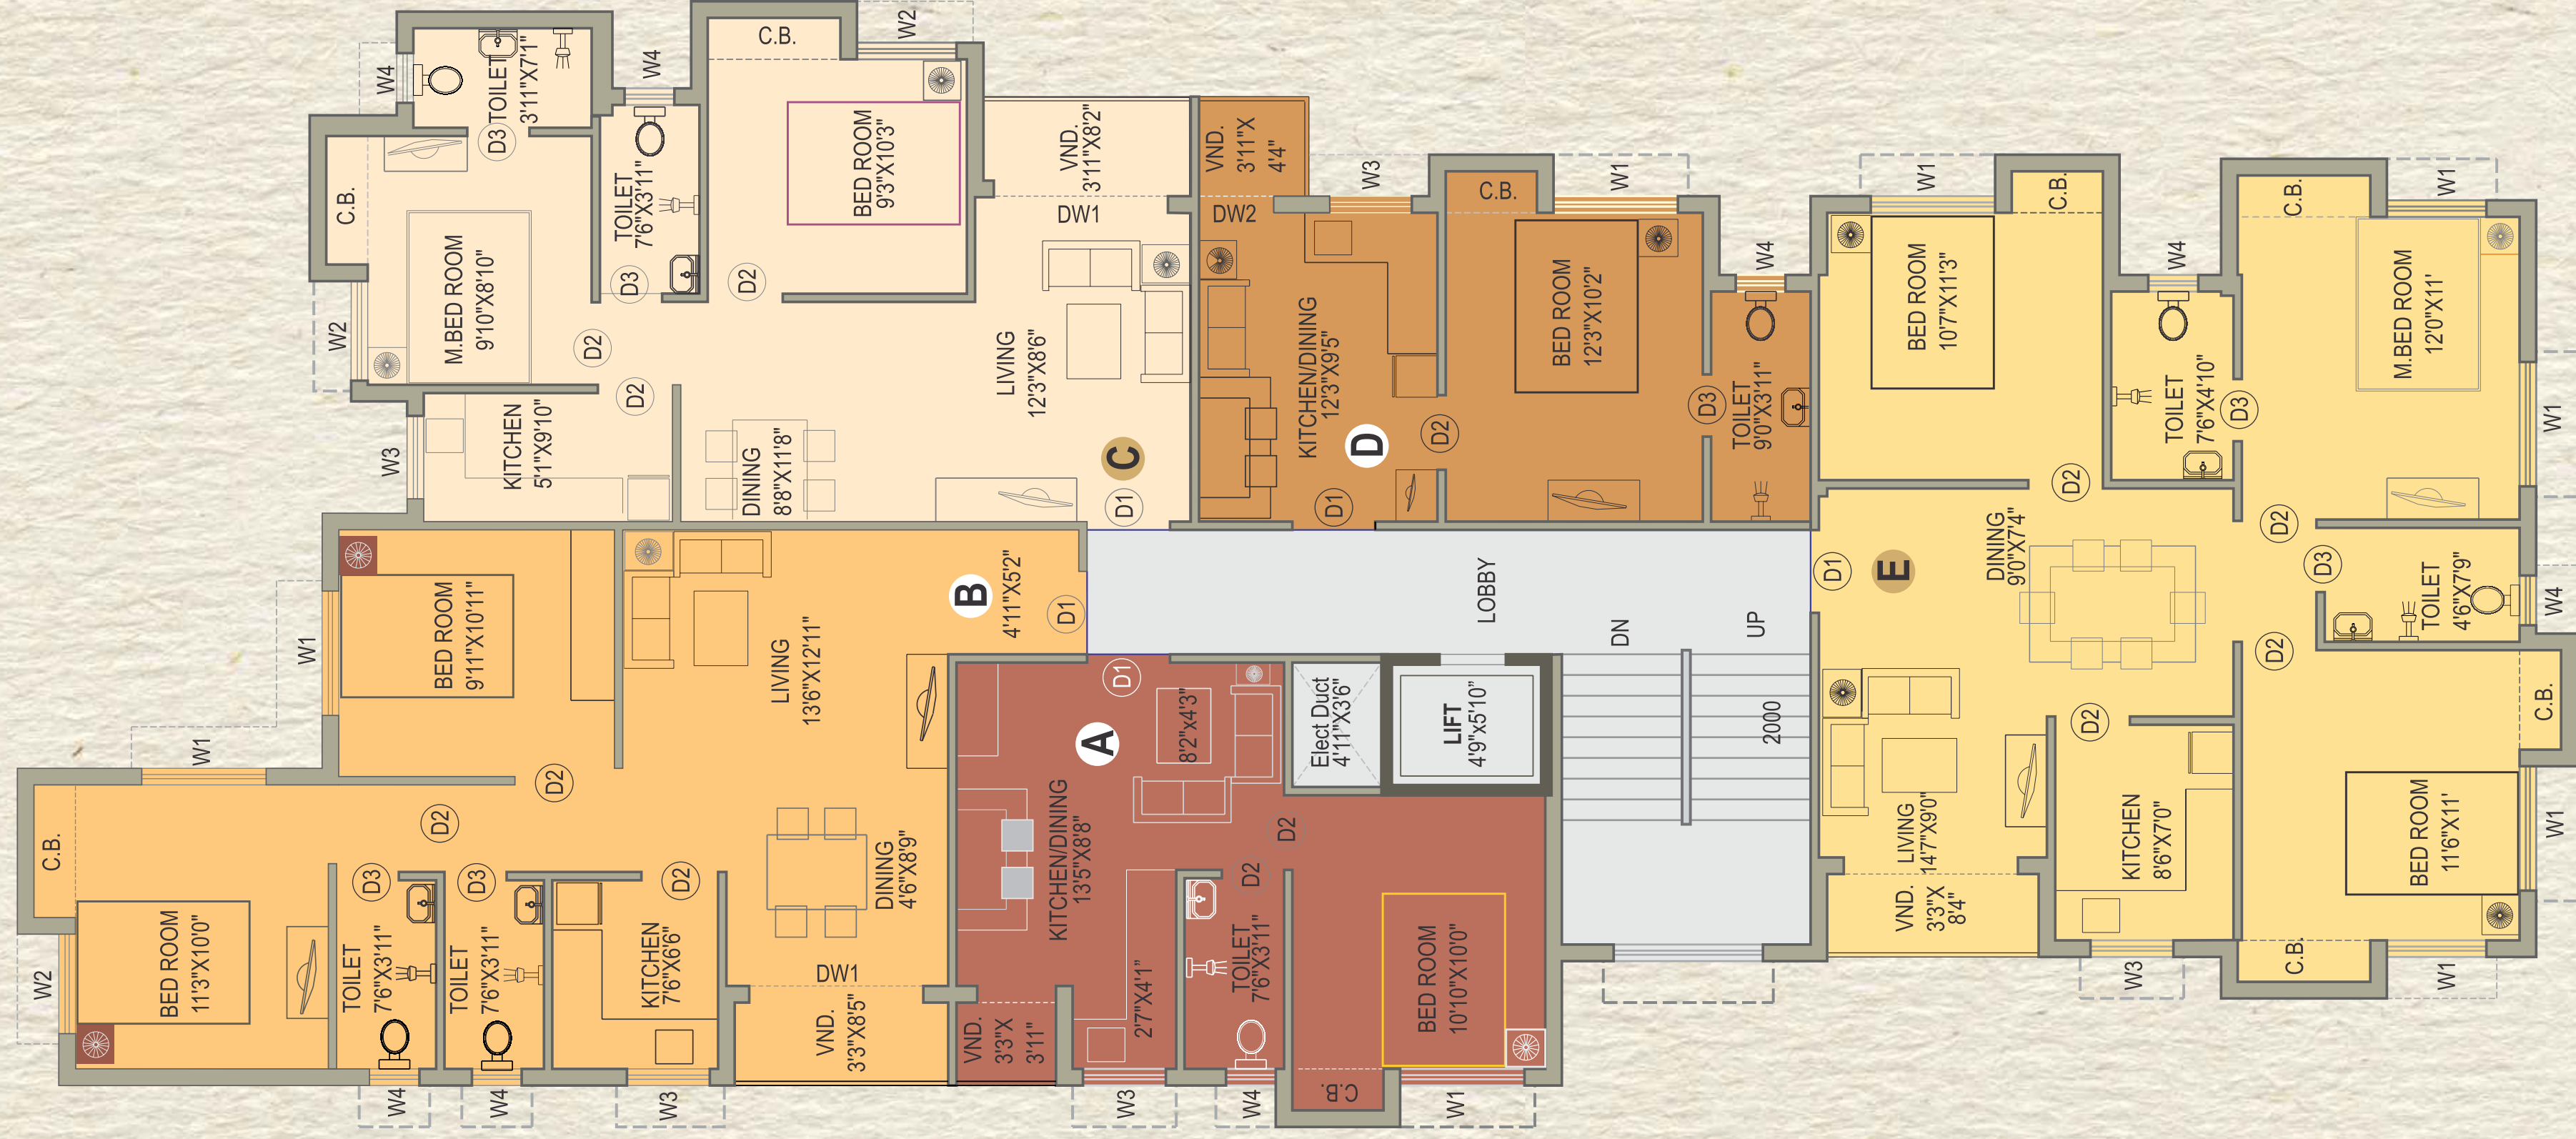 W4
TOILET
3'11"X7'1"
D3
C.B.
M.BED ROOM
9'10"X8'10"
W2
D2
W4
TOILET
7'6"X3'11"
D3
C.B.
W2
BED ROOM
9'3"X10'3"
D2
VND.
3'11"X8'2"
DW1
LIVING
12'3"X8'6"
W3
KITCHEN
5'1"X9'10"
D2
DINING
8'8"X11'8"
C
D1
VND.
3'11"X
4'4"
DW2
W3
KITCHEN/DINING
12'3"X9'5"
D
D1
D2
C.B.
W1
BED ROOM
12'3"X10'2"
W4
D3
TOILET
9'0"X3'11"
W1
C.B.
BED ROOM
10'7"X11'3"
D2
W4
TOILET
7'6"X4'10"
D3
C.B.
W1
M.BED ROOM
12'0"X11'
W1
D2
DINING
9'0"X7'4"
D1
E
D3
TOILET
4'6"X7'9"
W4
D2
C.B.
LIVING
14'7"X9'0"
VND.
3'3"X
8'4"
D2
KITCHEN
8'6"X7'0"
W3
BED ROOM
11'6"X11'
W1
C.B.
W1
W1
BED ROOM
9'11"X10'11"
D2
W1
C.B.
D2
BED ROOM
11'3"X10'0"
W2
D3
TOILET
7'6"X3'11"
W4
D3
TOILET
7'6"X3'11"
W4
D2
KITCHEN
7'6"X6'6"
W3
LIVING
13'6"X12'11"
B
4'11"X5'2"
D1
DINING
4'6"X8'9"
DW1
VND.
3'3"X8'5"
D1
A
8'2"x4'3"
KITCHEN/DINING
13'5"X8'8"
VND.
3'3"X
3'11"
2'7"X4'1"
W3
D2
D2
TOILET
7'6"X3'11"
W4
BED ROOM
10'10"X10'0"
C.B.
W1
Elect Duct
4'11"X3'6"
LIFT
4'9"x5'10"
LOBBY
DN
UP
2000